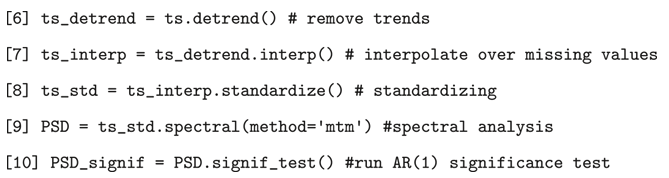 [6] ts_detrend = ts.detrend() # remove trends
[7] ts_interp = ts_detrend.interp() # interpolate over missing values
[8] ts_std = ts_interp.standardize() # standardizing
[9] PSD = ts_std.spectral(method='mtm') #spectral analysis
[10] PSD_signif = PSD.signif_test() #run AR(1) significance test